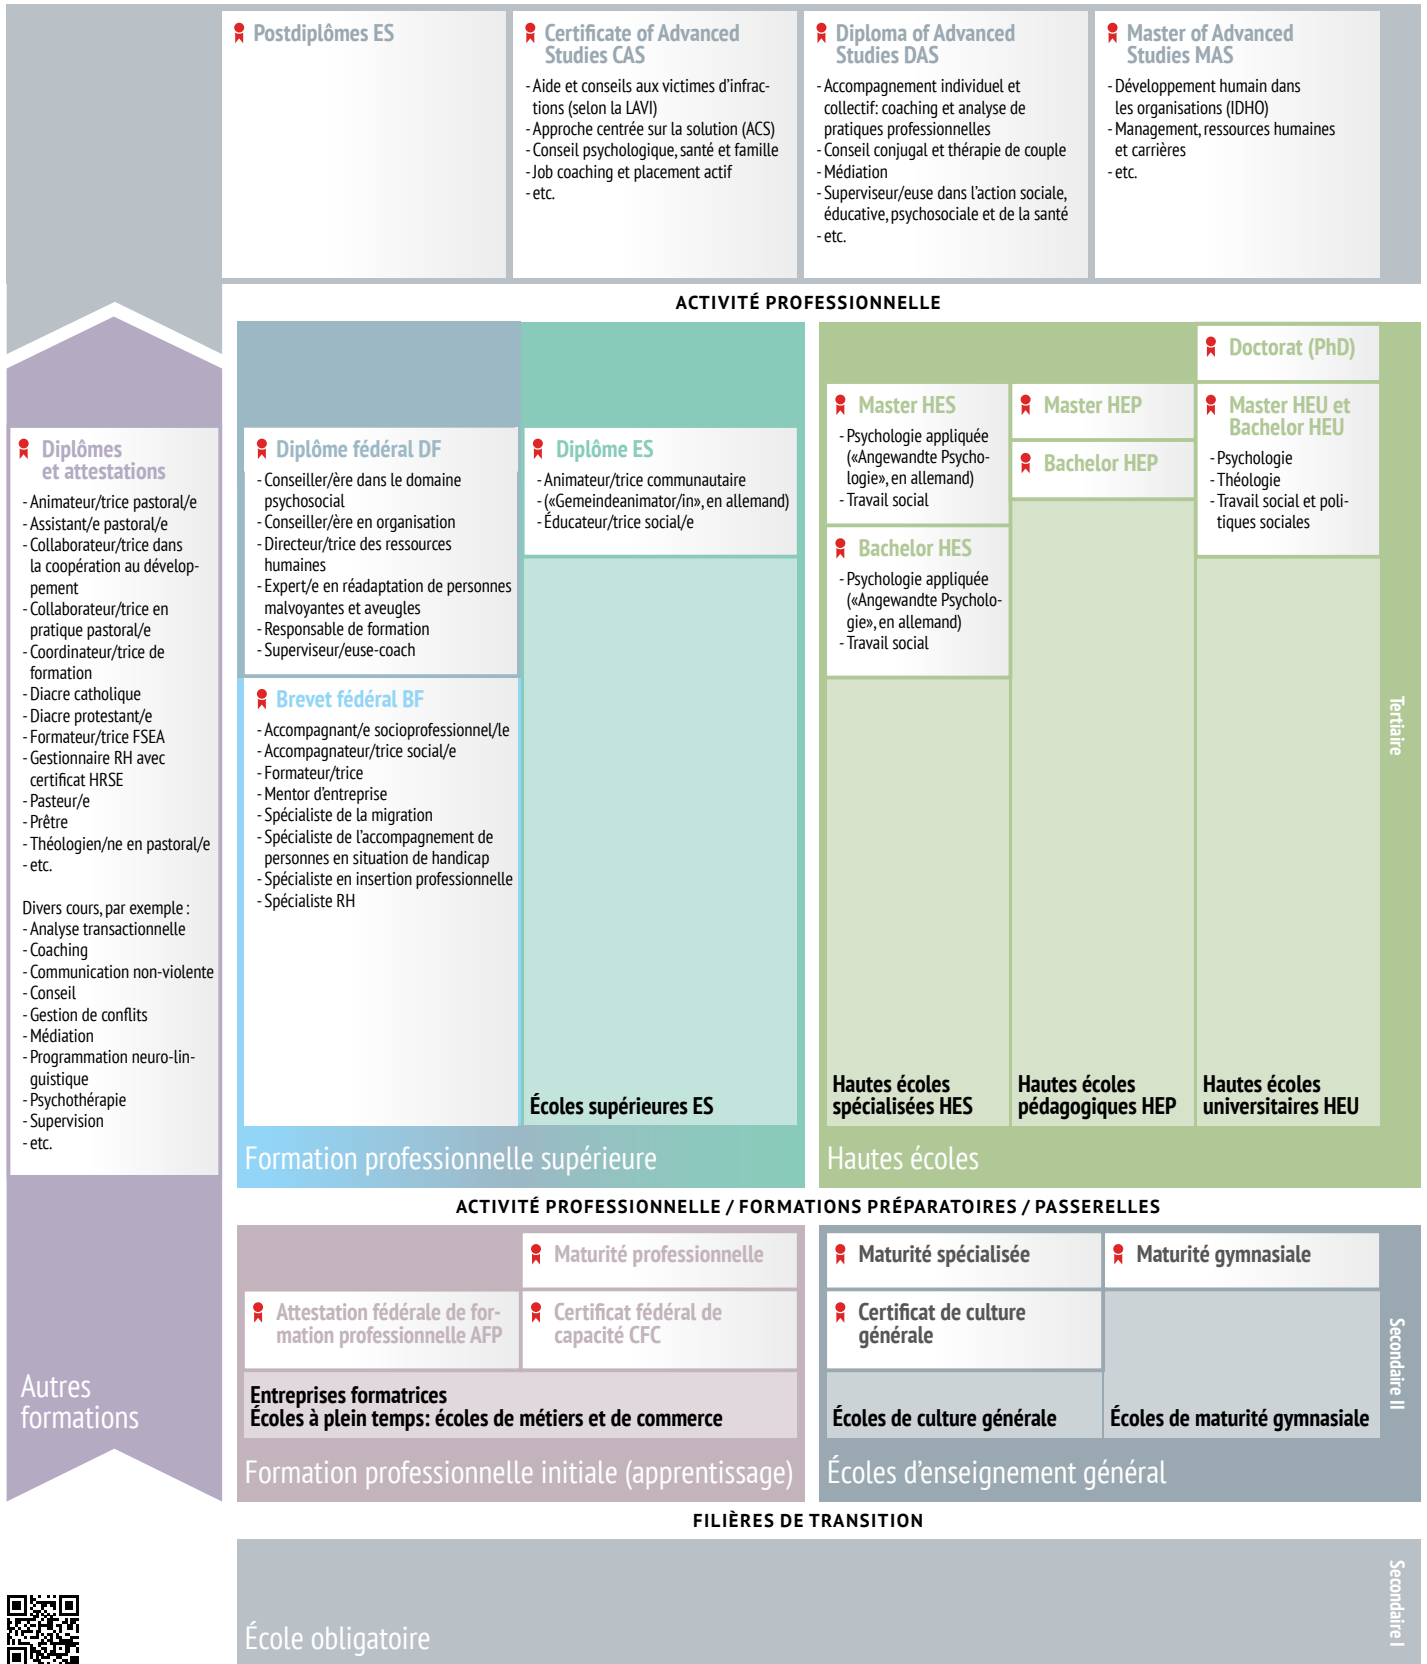 Postdiplômes ES
Certificate of Advanced
Studies CAS
- Aide et conseils aux victimes d'infrac-
tions (selon la LAVI)
- Approche centrée sur la solution (ACS)
- Conseil psychologique, santé et famille
- Job coaching et placement actif
- etc.
Diploma of Advanced
Studies DAS
- Accompagnement individuel et
collectif: coaching et analyse de
pratiques professionnelles
- Conseil conjugal et thérapie de couple
- Médiation
- Superviseur/euse dans l'action sociale,
éducative, psychosociale et de la santé
- etc.
Master of Advanced
Studies MAS
- Développement humain dans
les organisations (IDHO)
- Management, ressources humaines
et carrières
- etc.
ACTIVITÉ PROFESSIONNELLE
Diplômes
et attestations
- Animateur/trice pastoral/e
- Assistant/e pastoral/e
- Collaborateur/trice dans
la coopération au dévelop-
pement
- Collaborateur/trice en
pratique pastoral/e
- Coordinateur/trice de
formation
- Diacre catholique
- Diacre protestant/e
- Formateur/trice FSEA
- Gestionnaire RH avec
certificat HRSE
- Pasteur/e
- Prêtre
- Théologien/ne en pastoral/e
- etc.
Divers cours, par exemple :
- Analyse transactionnelle
- Coaching
- Communication non-violente
- Conseil
- Gestion de conflits
- Médiation
- Programmation neuro-lin-
guistique
- Psychothérapie
- Supervision
- etc.
Autres
formations
Diplôme fédéral DF
- Conseiller/ère dans le domaine
psychosocial
- Conseiller/ère en organisation
- Directeur/trice des ressources
humaines
- Expert/e en réadaptation de personnes
malvoyantes et aveugles
- Responsable de formation
- Superviseur/euse-coach
Brevet fédéral BF
- Accompagnant/e socioprofessionnel/le
- Accompagnateur/trice social/e
- Formateur/trice
- Mentor d'entreprise
- Spécialiste de la migration
- Spécialiste de l'accompagnement de
personnes en situation de handicap
- Spécialiste en insertion professionnelle
- Spécialiste RH
Diplôme ES
- Animateur/trice communautaire
- («Gemeindeanimator/in», en allemand)
- Éducateur/trice social/e
Écoles supérieures ES
Formation professionnelle supérieure
Master HES
- Psychologie appliquée
(«Angewandte Psycho-
logie», en allemand)
- Travail social
Bachelor HES
- Psychologie appliquée
(«Angewandte Psycholo-
gie», en allemand)
- Travail social
Hautes écoles
spécialisées HES
Master HEP
Bachelor HEP
Hautes écoles
pédagogiques HEP
Doctorat (PhD)
Master HEU et
Bachelor HEU
- Psychologie
- Théologie
- Travail social et poli-
tiques sociales
Hautes écoles
universitaires HEU
Hautes écoles
Tertiaire
ACTIVITÉ PROFESSIONNELLE / FORMATIONS PRÉPARATOIRES / PASSERELLES
Maturité professionnelle
Attestation fédérale de for-
mation professionnelle AFP
Certificat fédéral de
capacité CFC
Entreprises formatrices
Écoles à plein temps: écoles de métiers et de commerce
Formation professionnelle initiale (apprentissage)
Maturité spécialisée
Certificat de culture
générale
Écoles de culture générale
Maturité gymnasiale
Écoles de maturité gymnasiale
Écoles d'enseignement général
Secondaire II
FILIÈRES DE TRANSITION
École obligatoire
Secondaire I